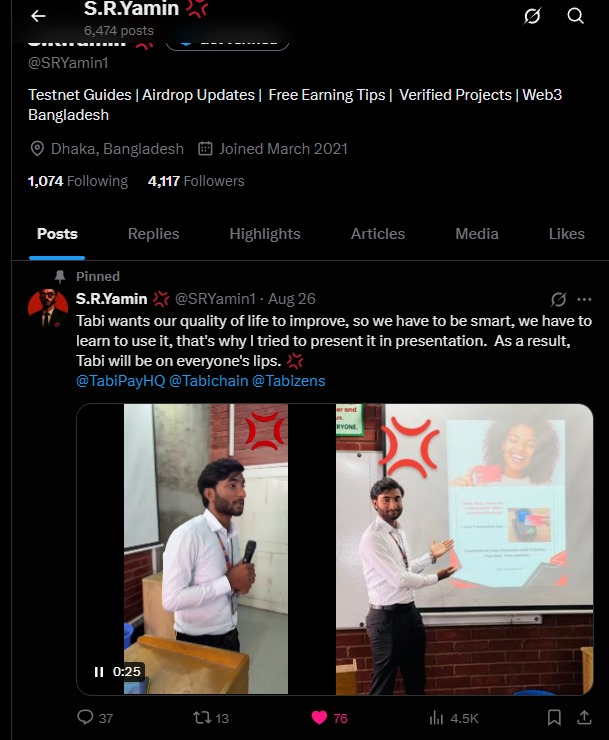 S.R.Yamin
6,474 posts
@SRYamin1
Testnet Guides | Airdrop Updates | Free Earning Tips | Verified Projects | Web3
Bangladesh
Dhaka, Bangladesh Joined March 2021
1,074 Following 4,117 Followers
Posts Replies Highlights Articles Media Likes
Pinned
S.R.Yamin @SRYamin1 · Aug 26
Tabi wants our quality of life to improve, so we have to be smart, we have to
learn to use it, that's why I tried to present it in presentation. As a result,
Tabi will be on everyone's lips.
@TabiPayHQ @Tabichain @Tabizens
0:25
37 13 76 4.5K